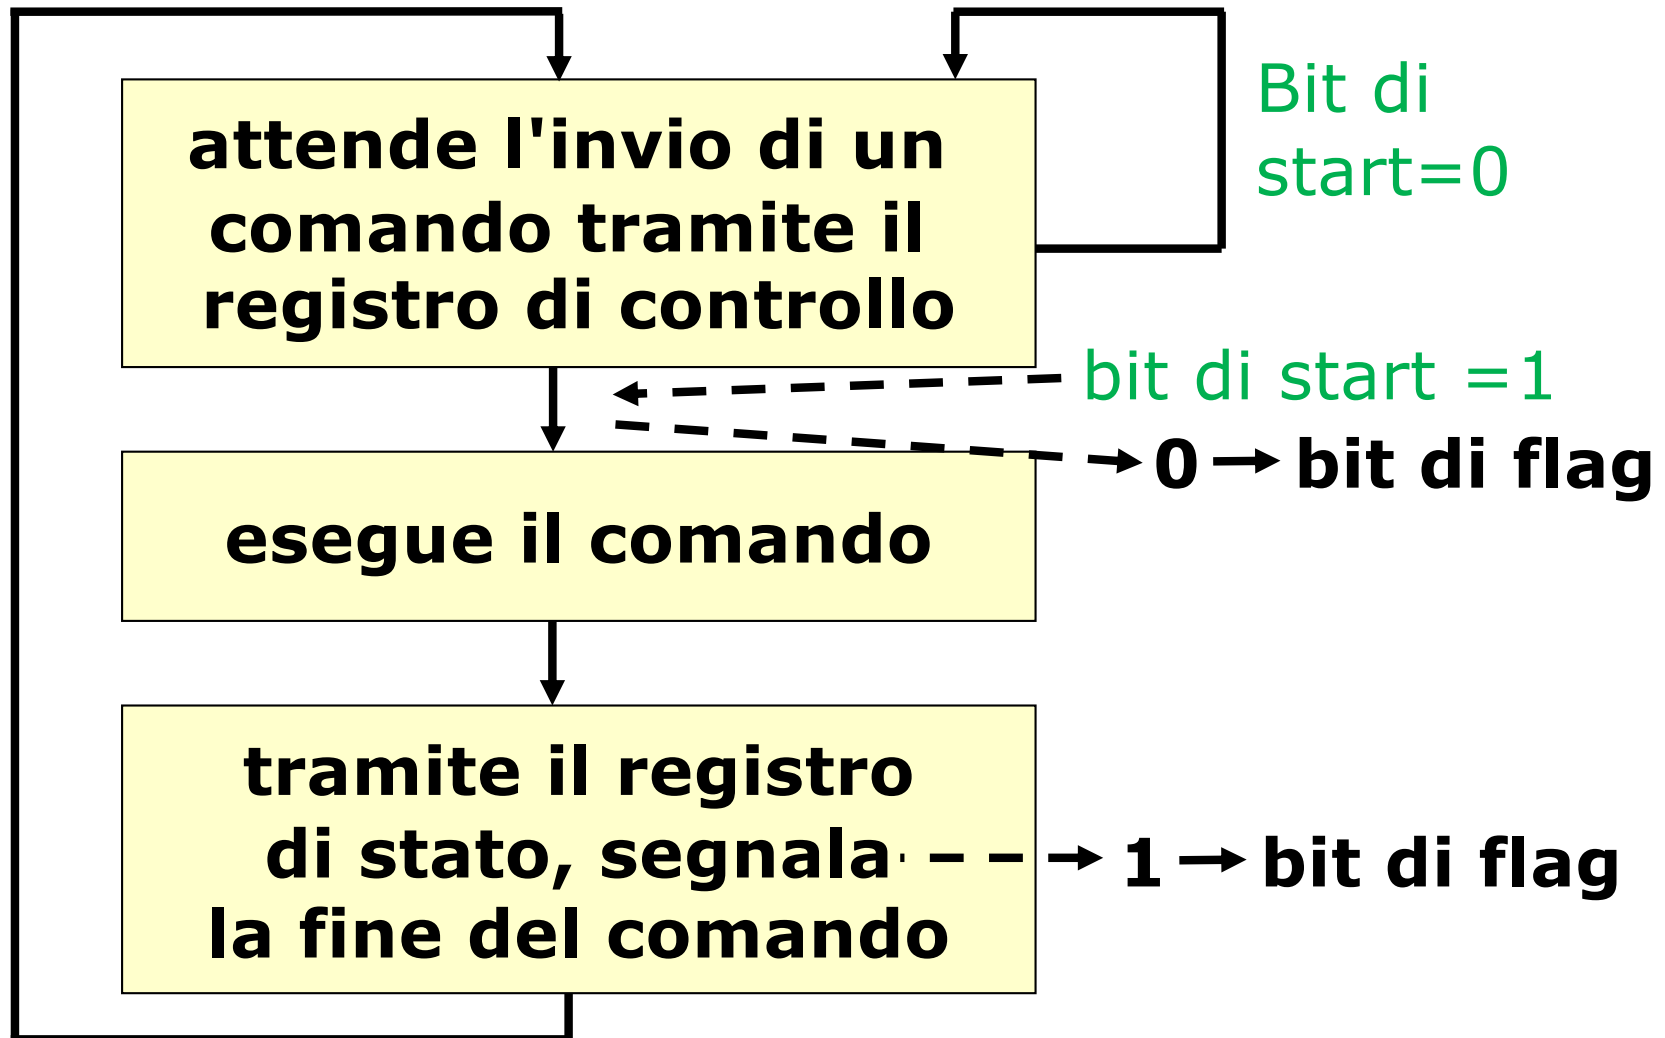 attende l'invio di un
comando tramite il
registro di controllo
Bit di
start=0
bit di start =1
0 → bit di flag
esegue il comando
tramite il registro
di stato, segnala
la fine del comando
1 → bit di flag